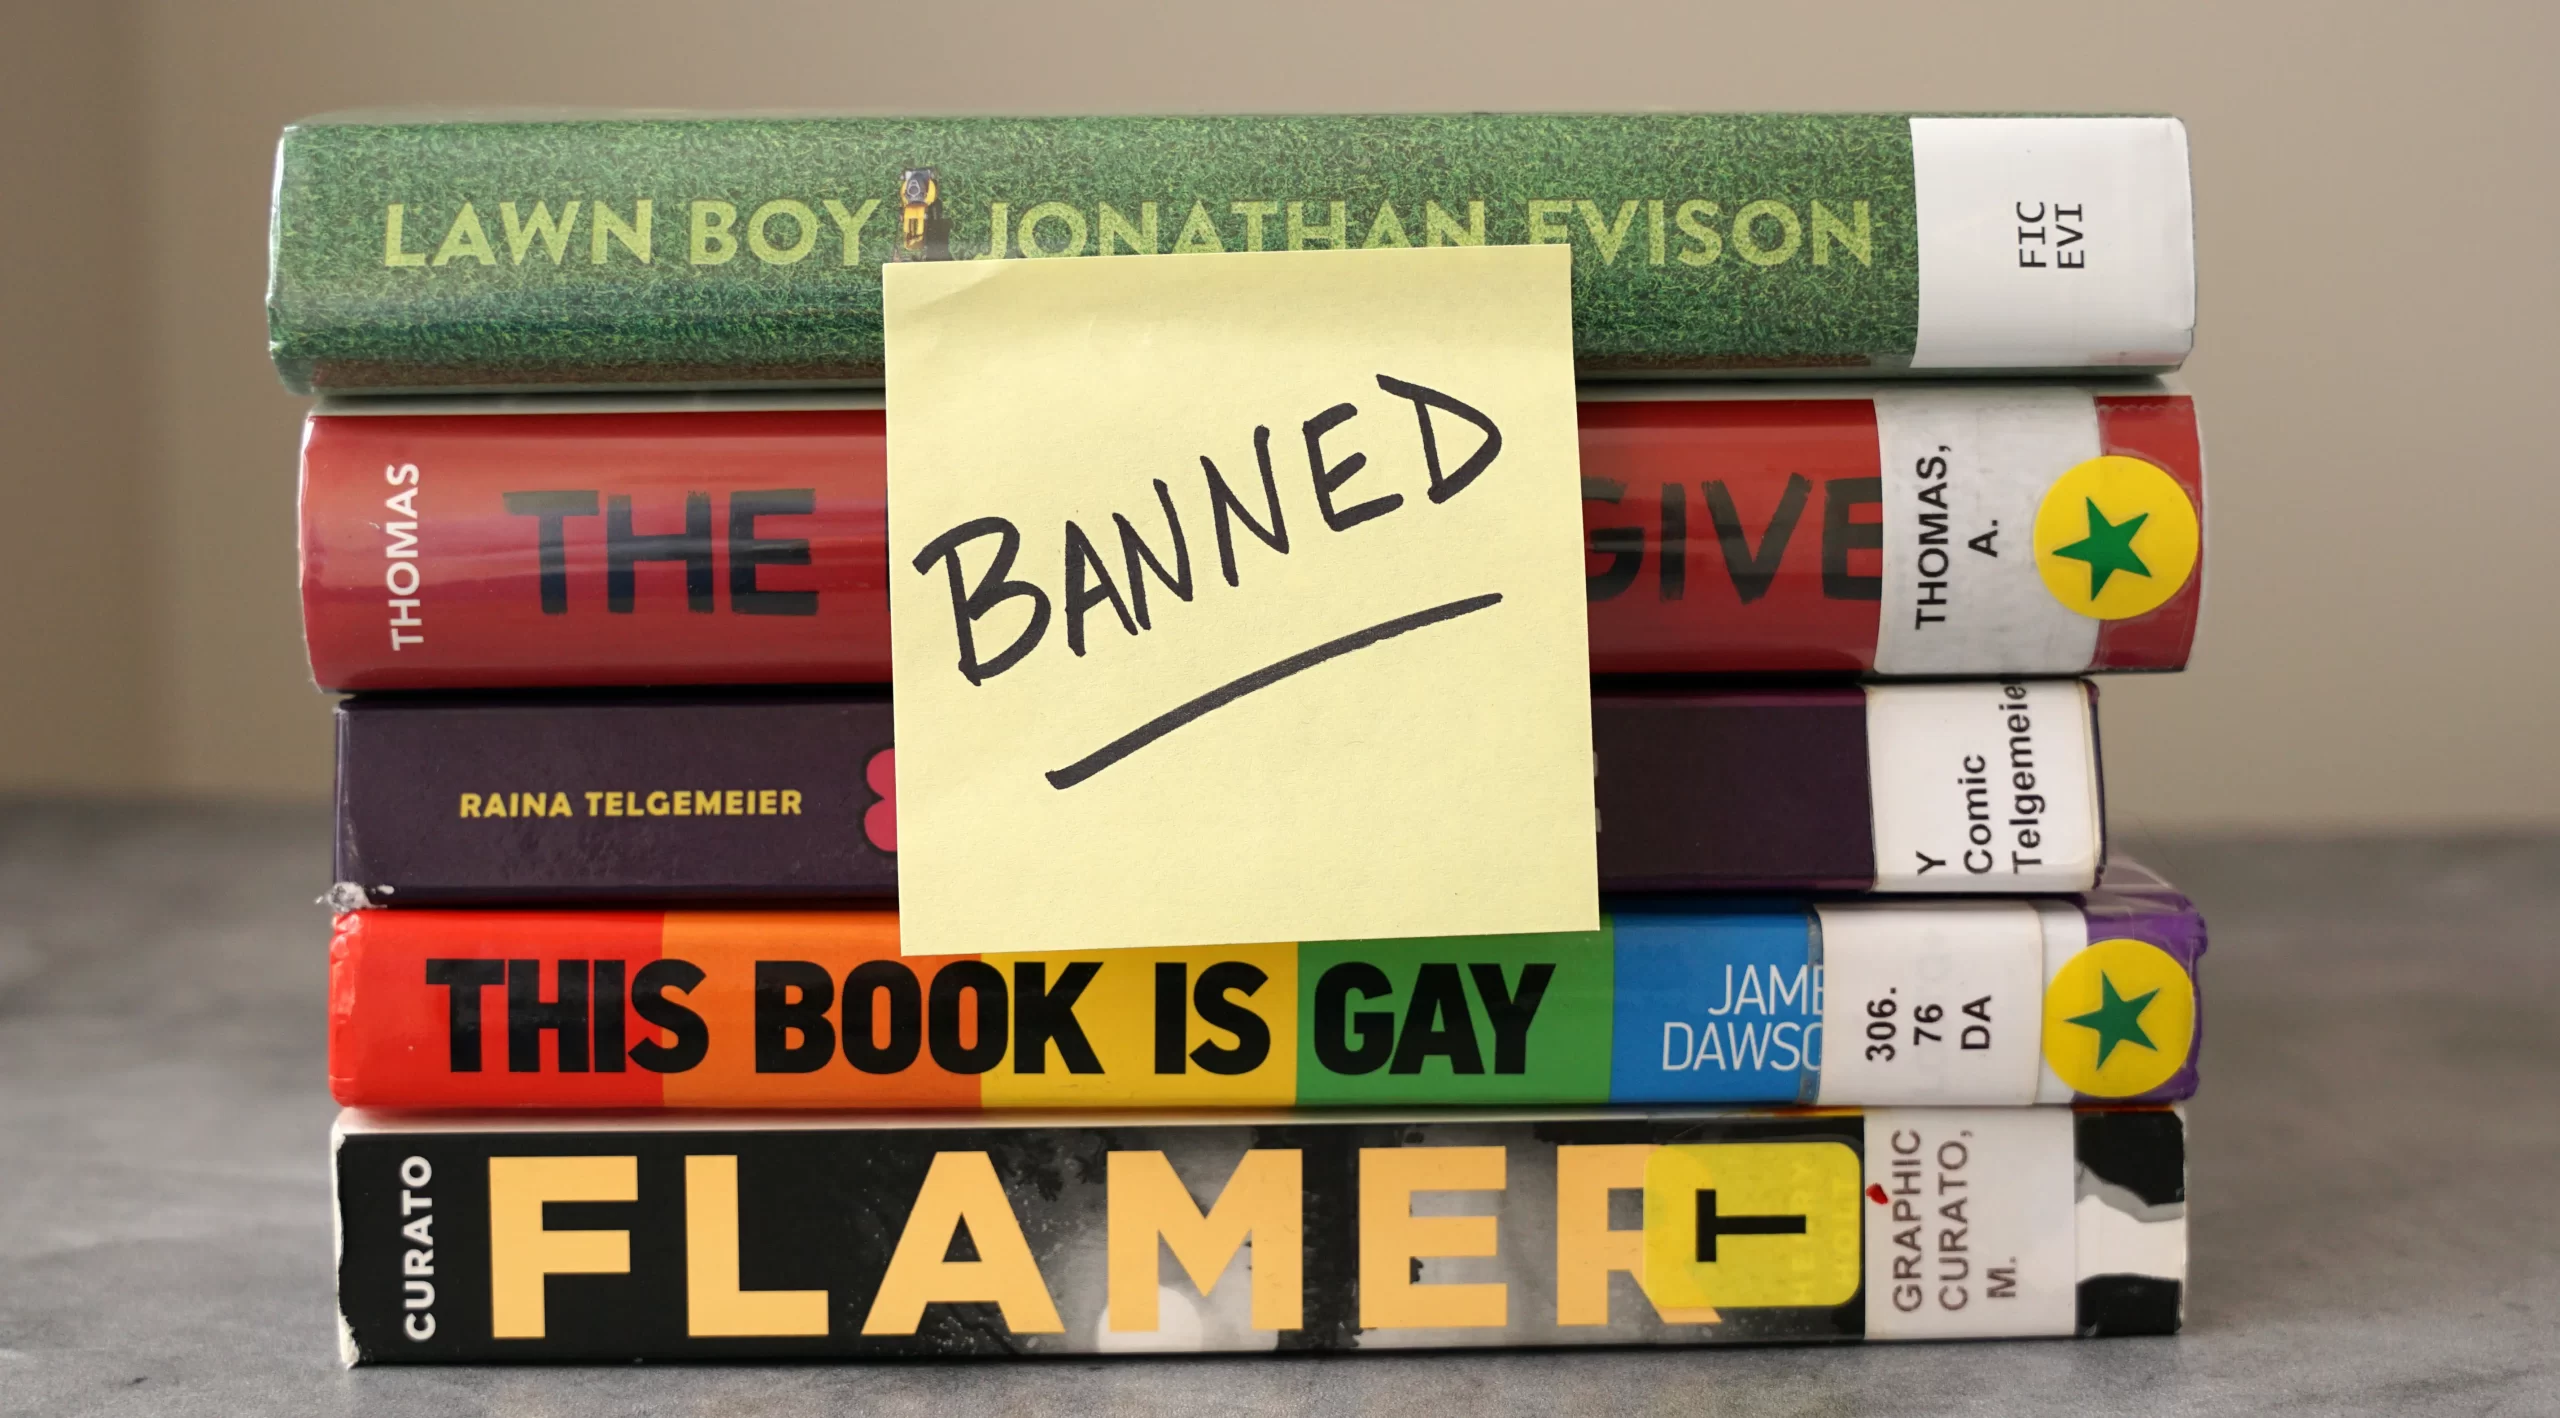 LAWN BOY JONATHAN EVISON
FIC
EVI
BANNED
THOMAS THE GIVE
THOMAS,
A.
RAINA TELGEMEIER
Y
Comic
Telgemeier
THIS BOOK IS GAY
JAME
DAWSO
306.
76
DA
CURATO FLAMER
T
GRAPHIC
CURATO,
M.